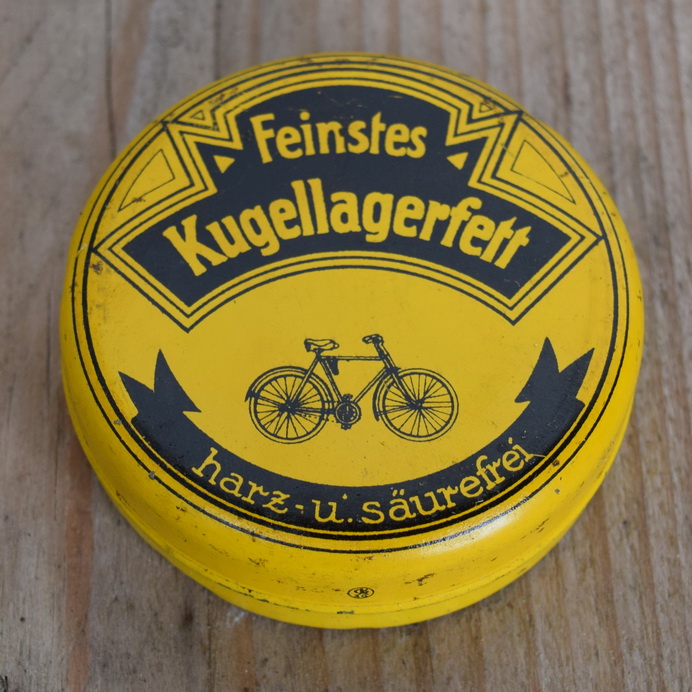 Feinstes
Kugellagerfett
harz- u. säurefrei